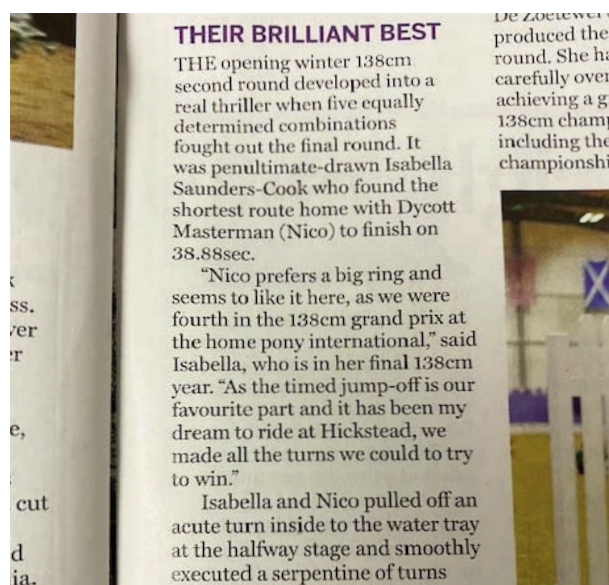 THEIR BRILLIANT BEST
THE opening winter 138cm
second round developed into a
real thriller when five equally
determined combinations
fought out the final round. It
was penultimate-drawn Isabella
Saunders-Cook who found the
shortest route home with Dycott
Masterman (Nico) to finish on
38.88sec.
“Nico prefers a big ring and
seems to like it here, as we were
fourth in the 138cm grand prix at
the home pony international,” said
Isabella, who is in her final 138cm
year. “As the timed jump-off is our
favourite part and it has been my
dream to ride at Hickstead, we
made all the turns we could to try
to win.”
Isabella and Nico pulled off an
acute turn inside to the water tray
at the halfway stage and smoothly
executed a serpentine of turns
produced the
round. She
carefully over
achieving a
138cm
including the
cut